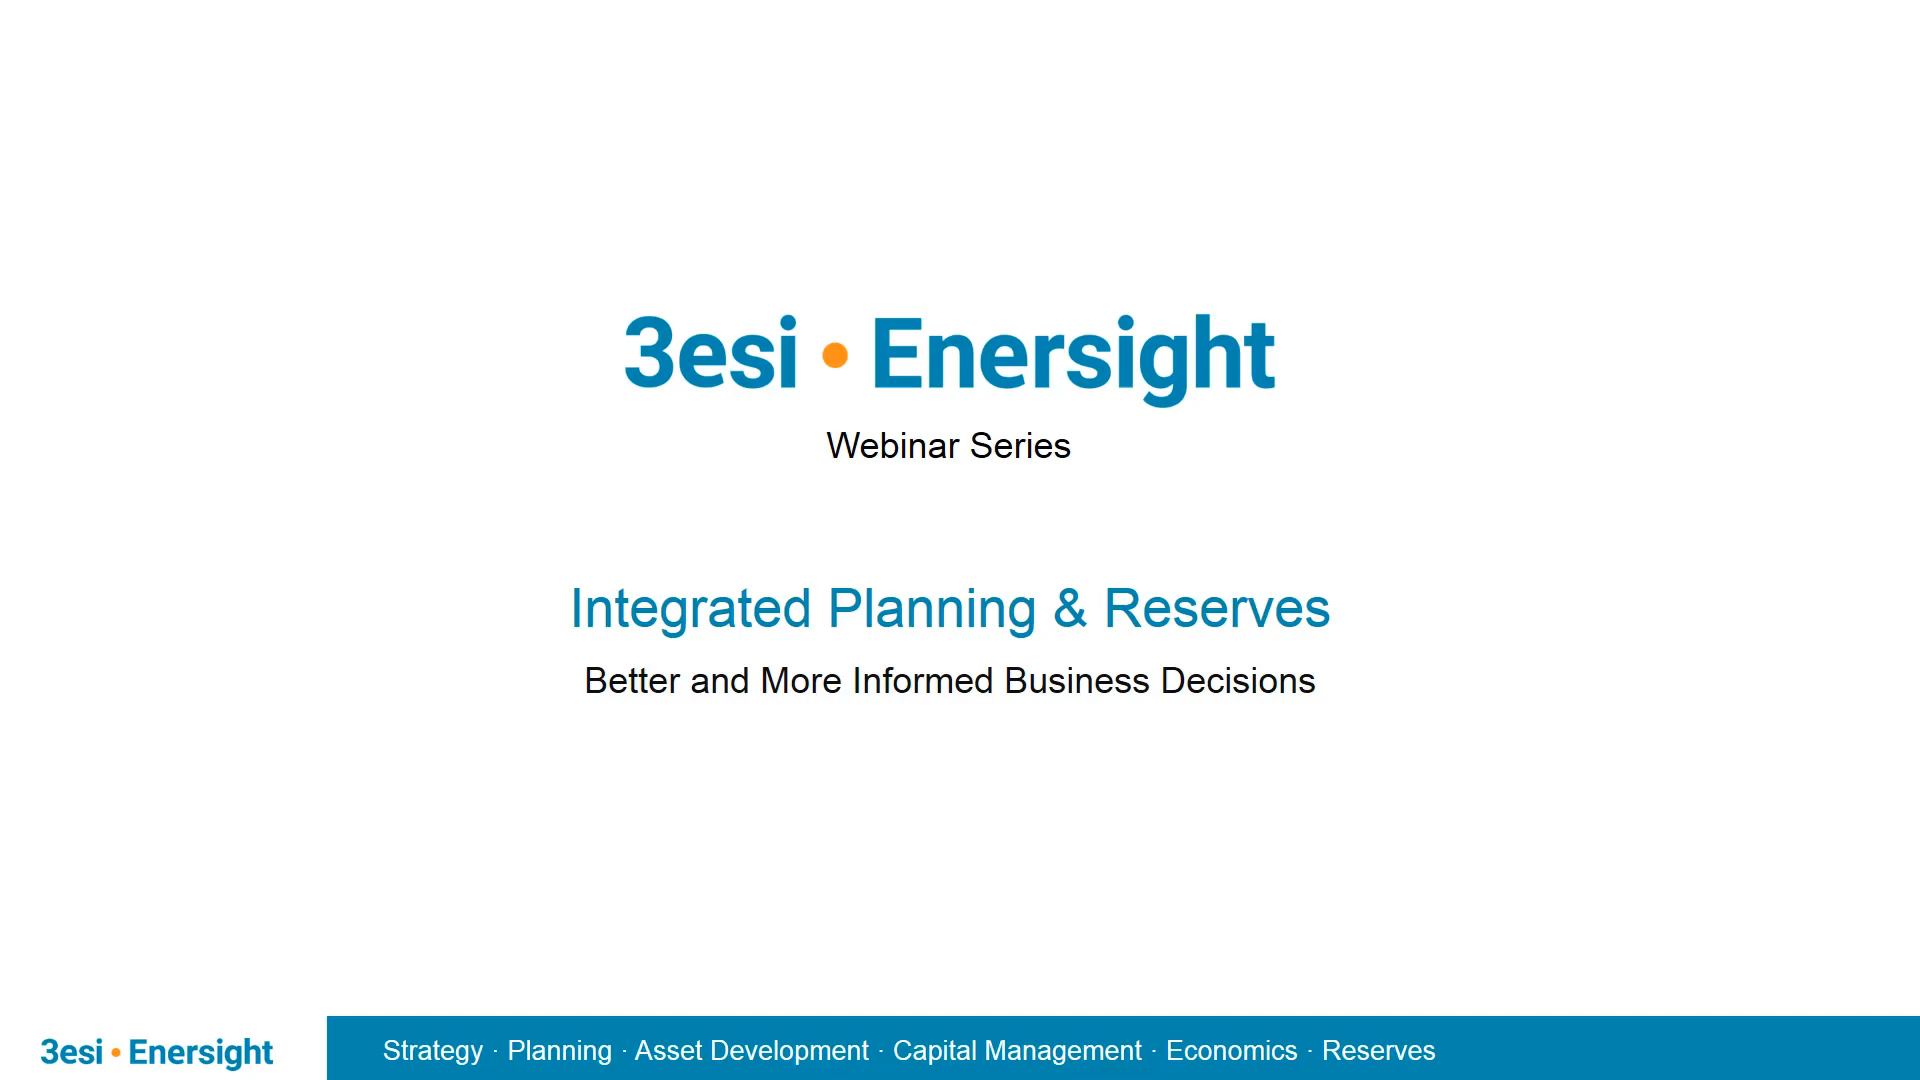 3esi • Enersight
Webinar Series
Integrated Planning & Reserves
Better and More Informed Business Decisions
3esi • Enersight
Strategy · Planning · Asset Development · Capital Management · Economics · Reserves